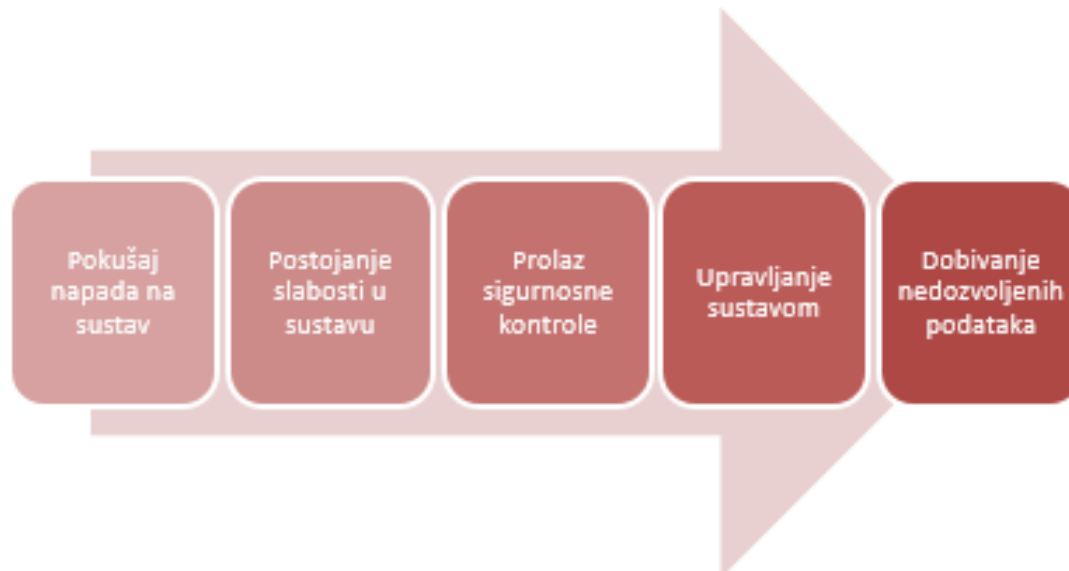 Pokušaj
napada na
sustav
Postojanje
slabosti u
sustavu
Prolaz
sigurnosne
kontrole
Upravljanje
sustavom
Dobivanje
nedozvoljenih
podataka